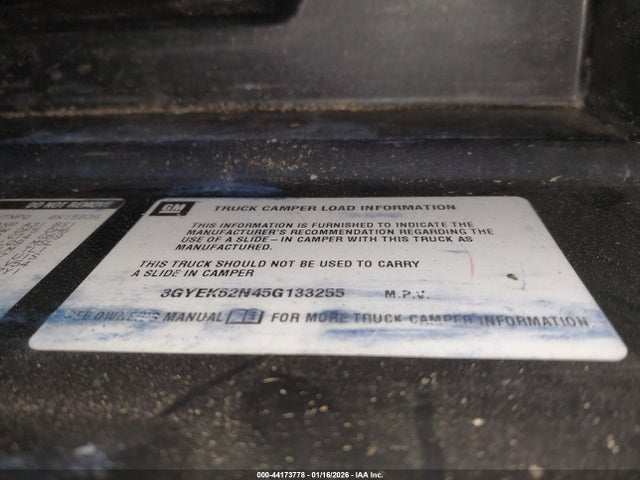 DO NOT REMOVE
GM
TRUCK CAMPER LOAD INFORMATION
THIS INFORMATION IS FURNISHED TO INDICATE THE
MANUFACTURER'S RECOMMENDATION REGARDING THE
USE OF A SLIDE-IN CAMPER WITH THIS TRUCK AS
MANUFACTURED.
THIS TRUCK SHOULD NOT BE USED TO CARRY
A SLIDE IN CAMPER
3GYEK62N45G133255 M.P.V.
SEE OWNER'S MANUAL FOR MORE TRUCK CAMPER INFORMATION
000-44173778 - 01/16/2026 - IAA Inc.